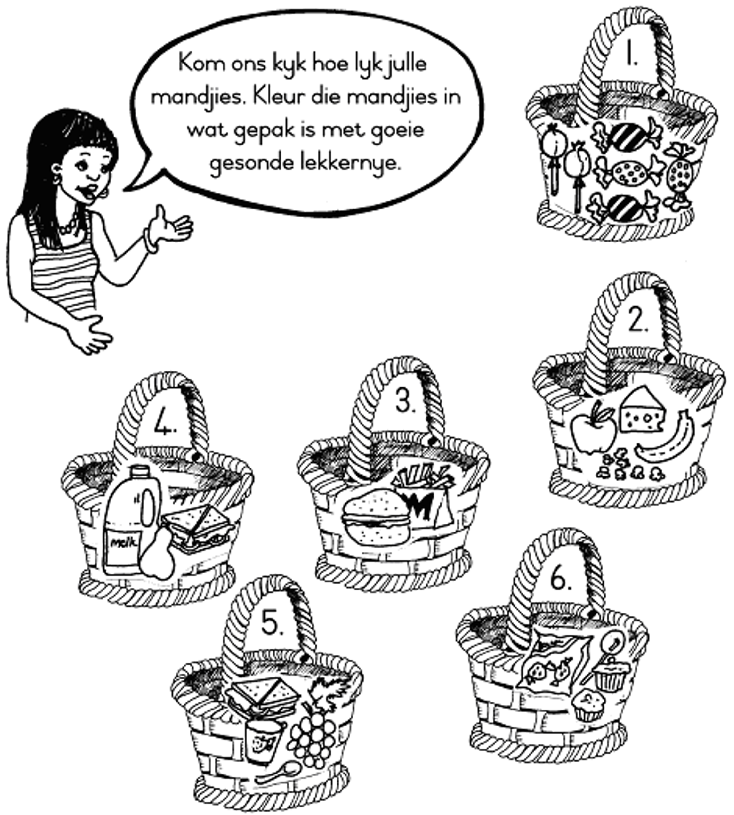 Kom ons kyk hoe lyk julle
mandjies. Kleur die mandjies in
wat gepak is met goeie
gesonde lekkernye.
1.
2.
3.
4.
M
melk
5.
6.